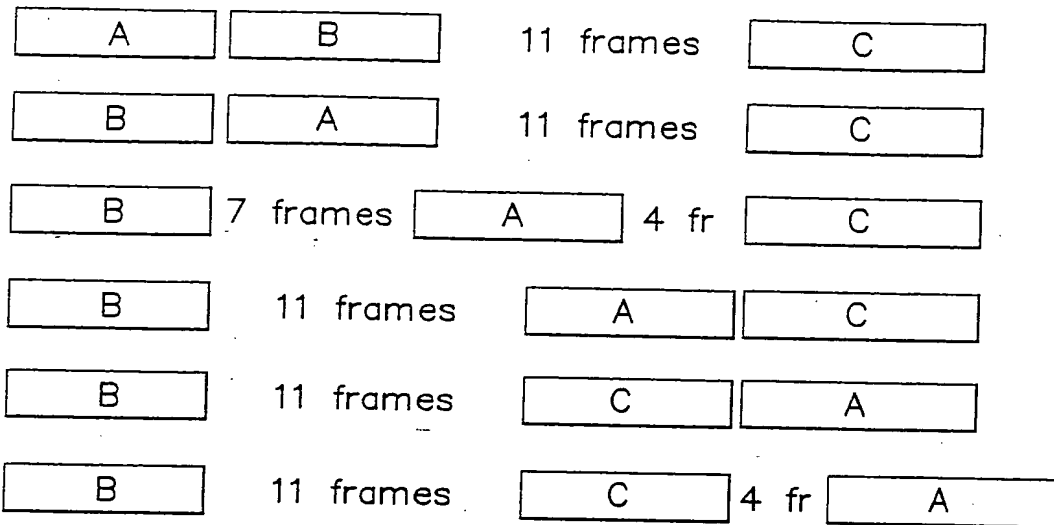 A B 11 frames C
B A 11 frames C
B 7 frames A 4 fr C
B 11 frames A C
B 11 frames C A
B 11 frames C 4 fr A